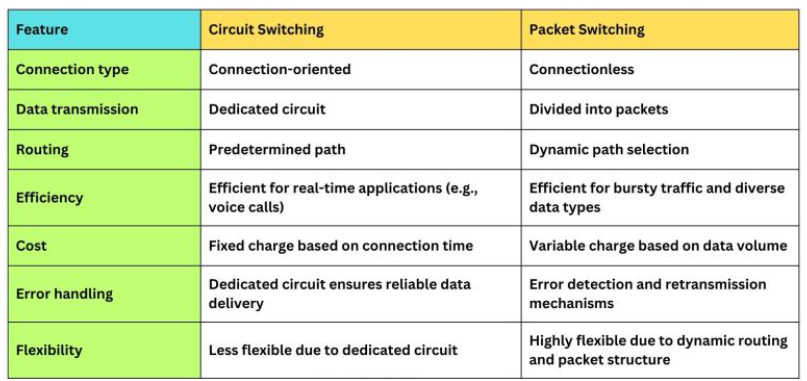 Feature Circuit Switching Packet Switching
Connection type Connection-oriented Connectionless
Data transmission Dedicated circuit Divided into packets
Routing Predetermined path Dynamic path selection
Efficiency Efficient for real-time applications (e.g., voice calls) Efficient for bursty traffic and diverse data types
Cost Fixed charge based on connection time Variable charge based on data volume
Error handling Dedicated circuit ensures reliable data delivery Error detection and retransmission mechanisms
Flexibility Less flexible due to dedicated circuit Highly flexible due to dynamic routing and packet structure